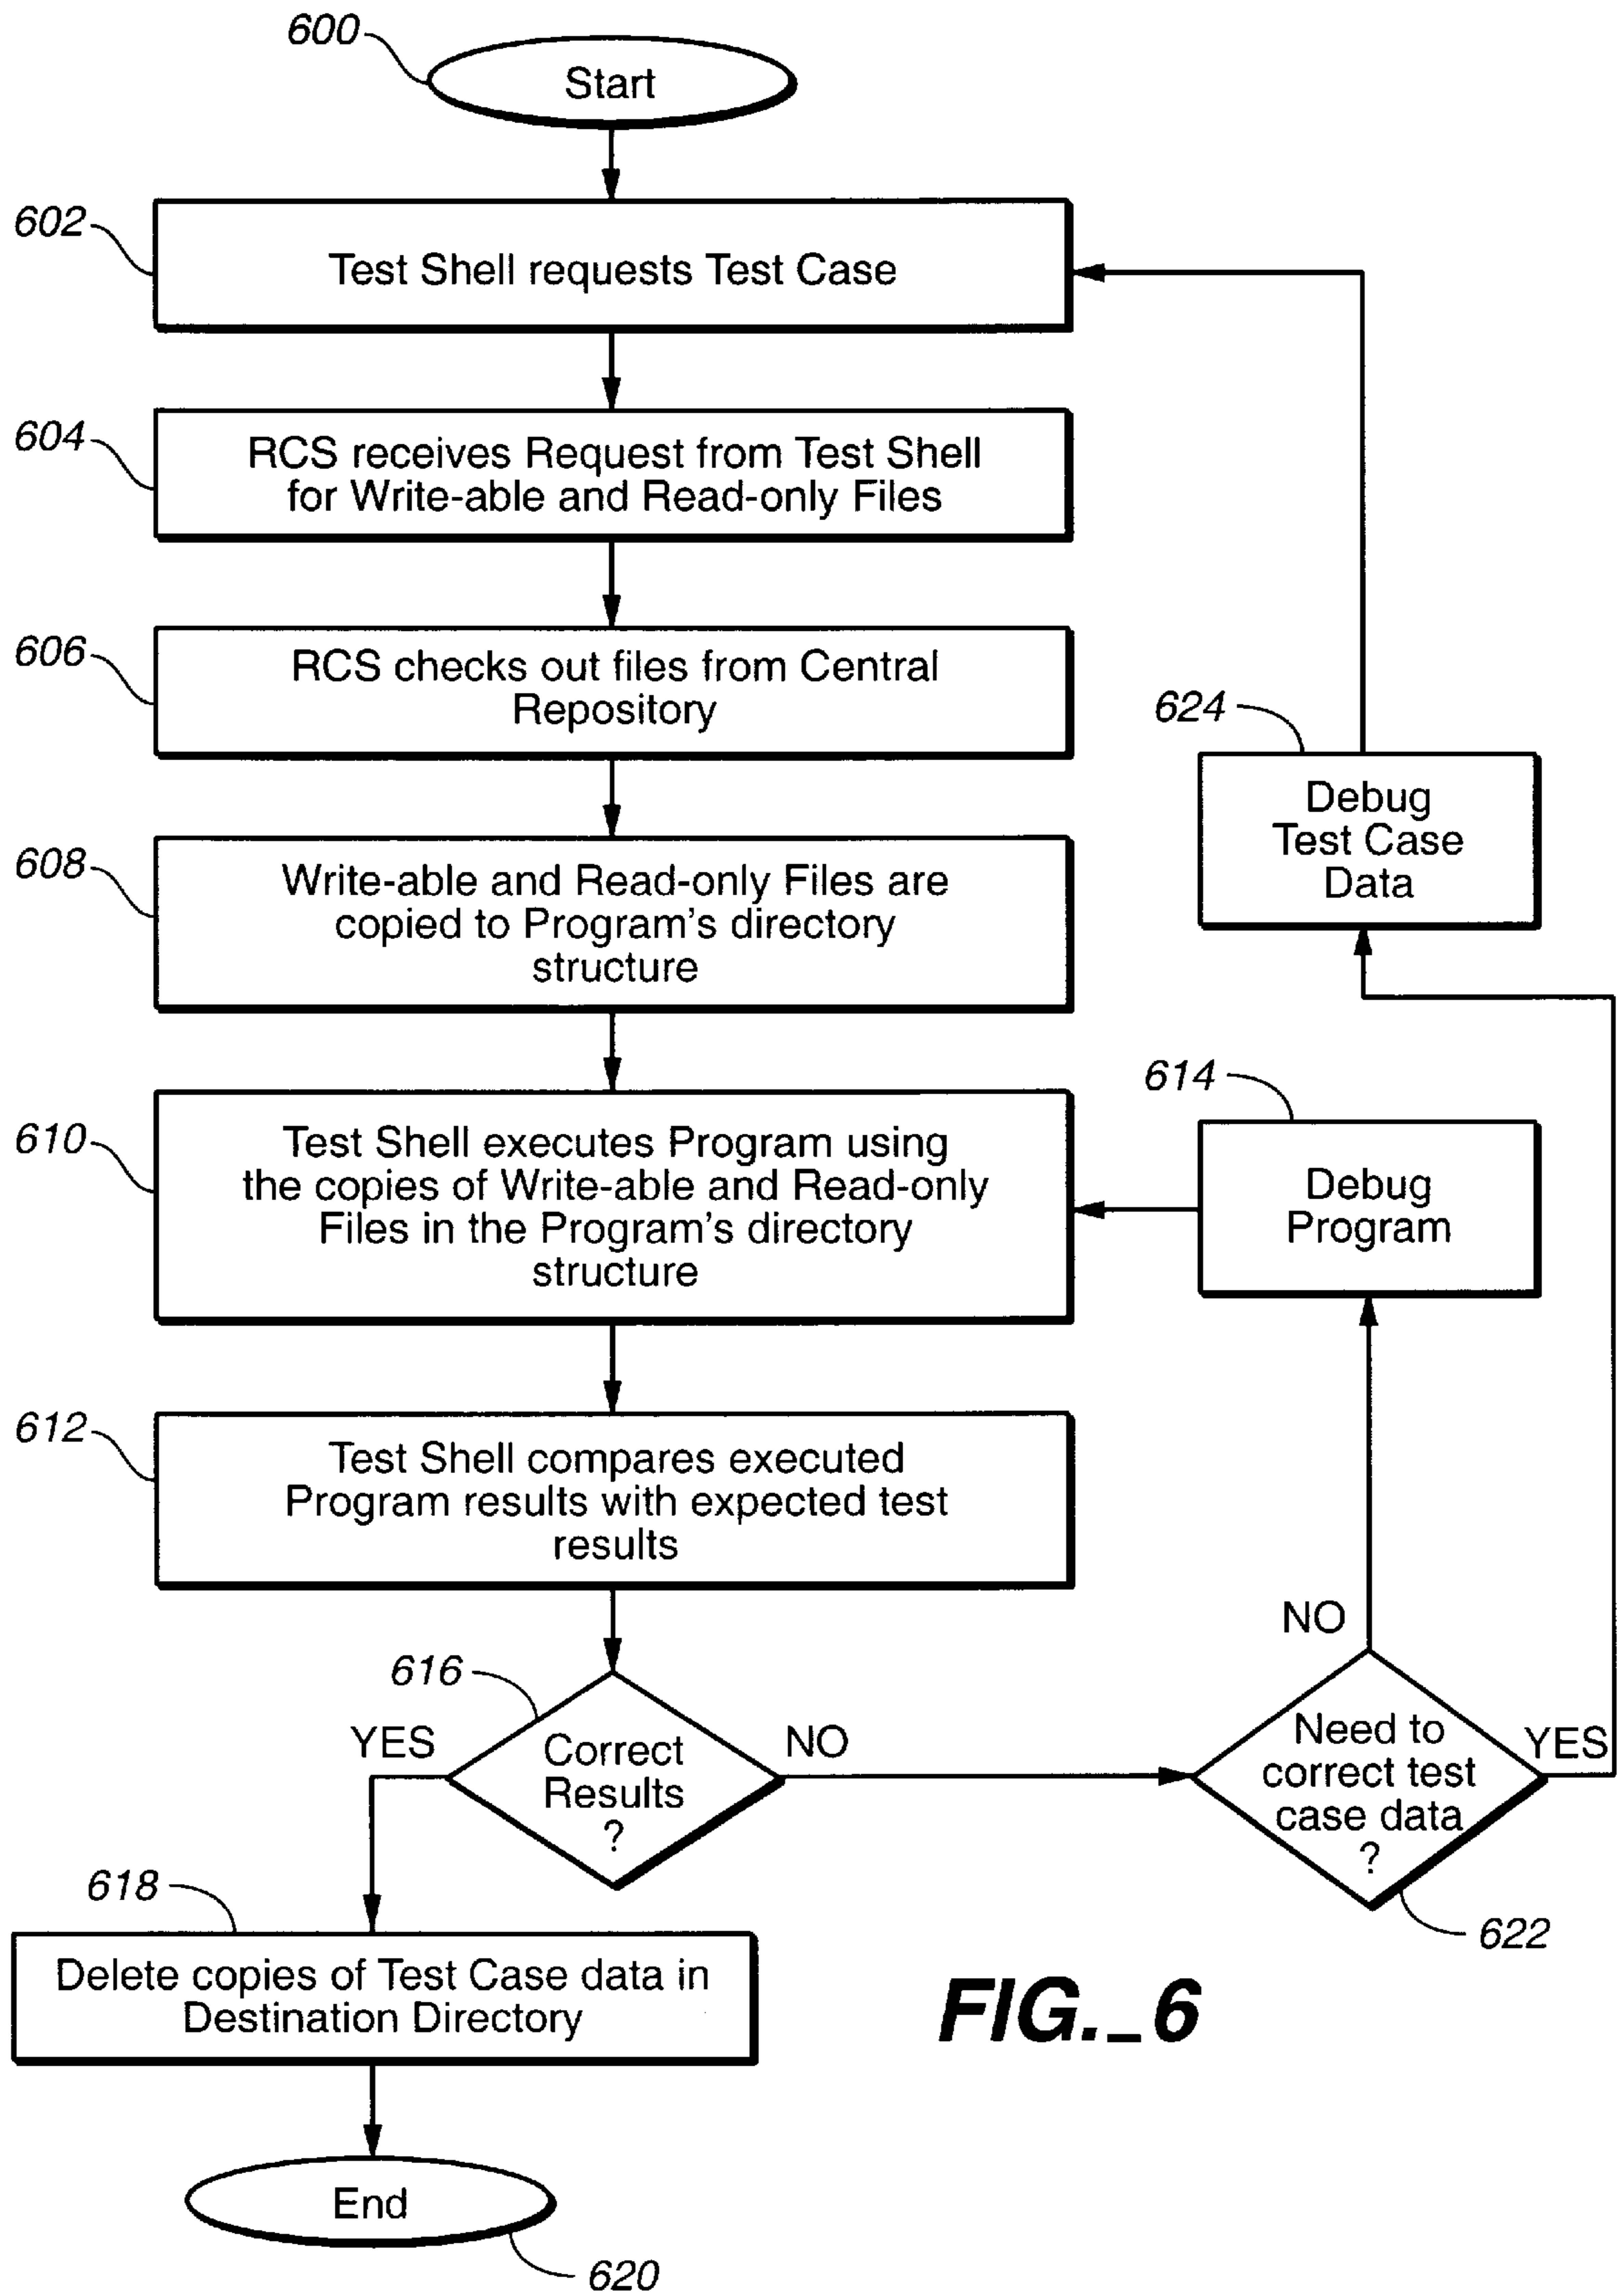 600
Start
602
Test Shell requests Test Case
604
RCS receives Request from Test Shell
for Write-able and Read-only Files
606
RCS checks out files from Central
Repository
624
Debug
Test Case
Data
608
Write-able and Read-only Files are
copied to Program's directory
structure
614
Debug
Program
610
Test Shell executes Program using
the copies of Write-able and Read-only
Files in the Program's directory
structure
612
Test Shell compares executed
Program results with expected test
results
616
YES
Correct
Results
?
NO
NO
Need to
correct test
case data
?
YES
622
618
Delete copies of Test Case data in
Destination Directory
FIG._6
End
620